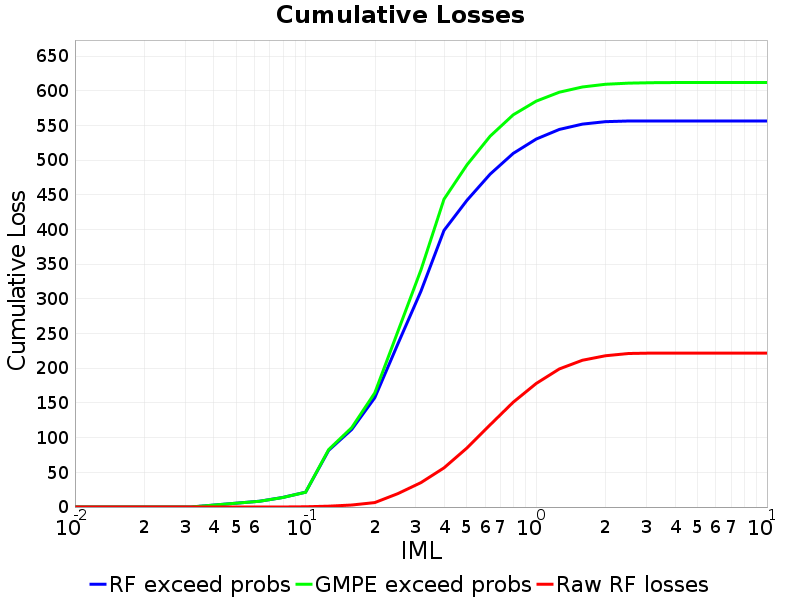 Cumulative Losses
Cumulative Loss
650
600
550
500
450
400
350
300
250
200
150
100
50
0
10-2 2 3 4 5 6 10-1 2 3 4 5 6 7 100 2 3 4 5 6 7 101
IML
RF exceed probs GMPE exceed probs Raw RF losses